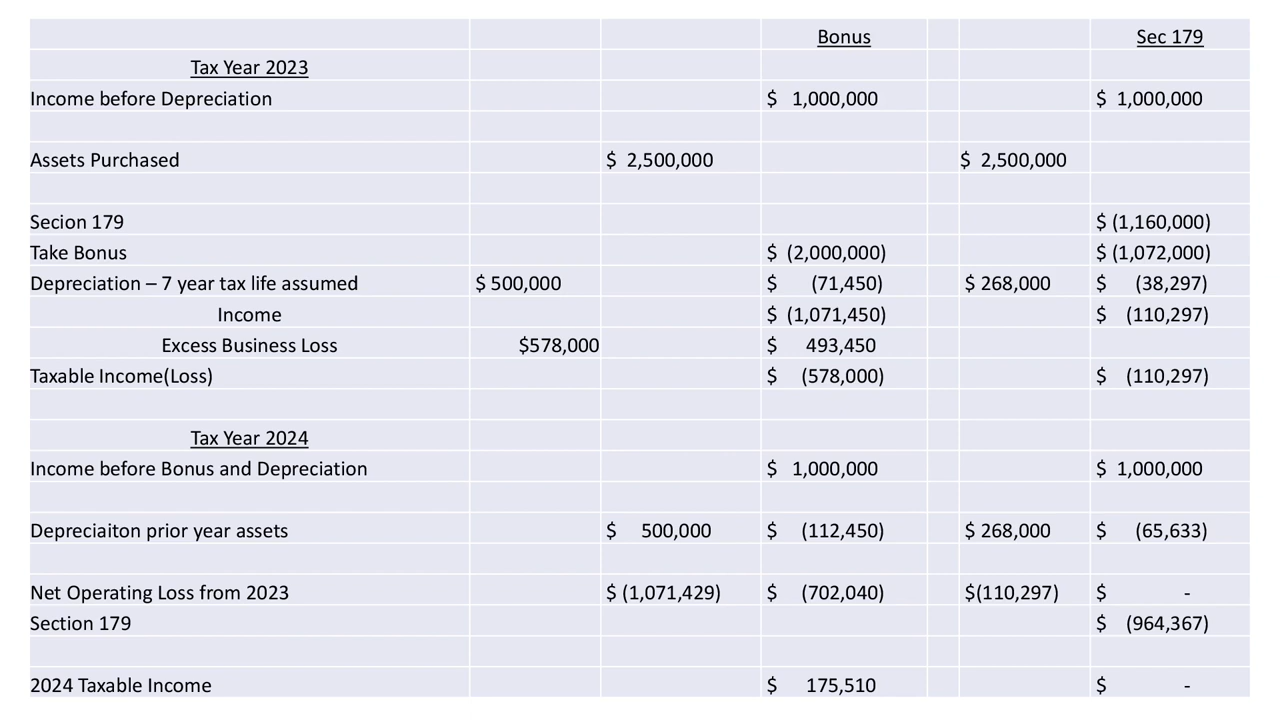 Bonus Sec 179
Tax Year 2023
Income before Depreciation $ 1,000,000 $ 1,000,000
Assets Purchased $ 2,500,000 $ 2,500,000
Secion 179 $ (1,160,000)
Take Bonus $ (2,000,000) $ (1,072,000)
Depreciation – 7 year tax life assumed $ 500,000 $ (71,450) $ 268,000 $ (38,297)
Income $ (1,071,450) $ (110,297)
Excess Business Loss $578,000 $ 493,450
Taxable Income(Loss) $ (578,000) $ (110,297)
Tax Year 2024
Income before Bonus and Depreciation $ 1,000,000 $ 1,000,000
Depreciaiton prior year assets $ 500,000 $ (112,450) $ 268,000 $ (65,633)
Net Operating Loss from 2023 $ (1,071,429) $ (702,040) $(110,297) $ -
Section 179 $ (964,367)
2024 Taxable Income $ 175,510 $ -